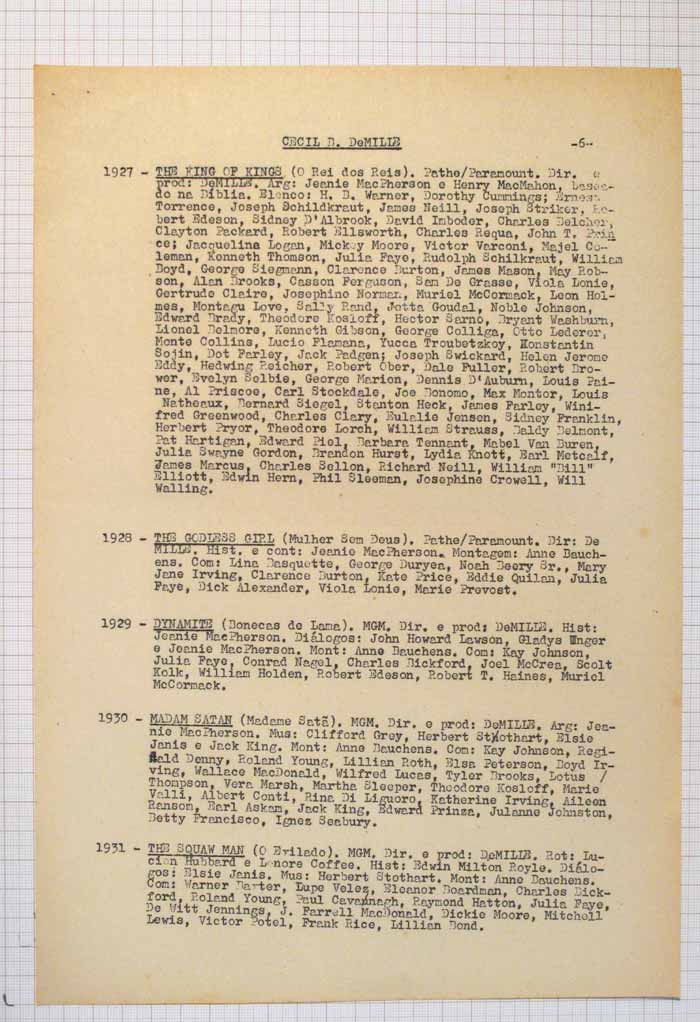 CECIL B. DeMILLE -6-
1927 - THE KING OF KINGS (O Rei dos Reis). Pathe/Paramount. Dir. e
prod: DeMILLE. Arg: Jeanie MacPherson e Henry MacMahon, basea-
do na Biblia. Elenco: H. B. Warner, Dorothy Cummings; Ernest
Torrence, Joseph Schildkraut, James Neill, Joseph Striker, Ro-
bert Edeson, Sidney D'Albrook, David Imboder, Charles Belcher,
Clayton Packard, Robert Ellsworth, Charles Requa, John T. Prin
ce; Jacquelina Logan, Mickey Moore, Victor Varconi, Majel Co-
leman, Kenneth Thomson, Julia Faye, Rudolph Schilkraut, William
Boyd, George Siegmann, Clarence Burton, James Mason, May Rob-
son, Alan Brooks, Casson Ferguson, Sam De Grasse, Viola Lonie,
Gertrude Claire, Josephine Norman, Muriel McCormack, Leon Hol-
mes, Montagu Love, Sally Rand, Jotta Goudal, Noble Johnson,
Edward Brady, Theodore Kosloff, Hector Sarno, Bryant Washburn,
Lionel Belmore, Kenneth Gibson, George Colliga, Otto Lederer,
Monte Collins, Lucio Flamana, Yucca Troubetzkoy, Konstantin
Sojin, Dot Farley, Jack Padgen; Joseph Swickard, Helen Jerome
Eddy, Hedwing Reicher, Robert Ober, Dale Fuller, Robert Bro-
wer, Evelyn Selbie, George Marion, Dennis D'Auburn, Louis Pai-
ne, Al Priscoe, Carl Stockdale, Joe Bonomo, Max Montor, Louis
Natheaux, Bernard Siegel, Stanton Heck, James Farley, Wini-
fred Greenwood, Charles Clary, Eulalie Jensen, Sidney Franklin,
Herbert Pryor, Theodore Lorch, William Strauss, Baldy Belmont,
Pat Hartigan, Edward Piel, Barbara Tennant, Mabel Van Buren,
Julia Swayne Gordon, Brandon Hurst, Lydia Knott, Earl Metcalf,
James Marcus, Charles Sellon, Richard Neill, William "Bill"
Elliott, Edwin Hern, Phil Sleeman, Josephine Crowell, Will
Walling.
1928 - THE GODLESS GIRL (Mulher Sem Deus). Pathe/Paramount. Dir: De
MILLE. Hist. e cont: Jeanie MacPherson. Montagem: Anne Bauch-
ens. Com: Lina Basquette, George Duryea, Noah Beery Sr., Mary
Jane Irving, Clarence Burton, Kate Price, Eddie Quilan, Julia
Faye, Dick Alexander, Viola Lonie, Marie Prevost.
1929 - DYNAMITE (Bonecas de Lama). MGM. Dir. e prod: DeMILLE. Hist:
Jeanie MacPherson. Diálogos: John Howard Lawson, Gladys Unger
e Jeanie MacPherson. Mont: Anne Bauchens. Com: Kay Johnson,
Julia Faye, Conrad Nagel, Charles Bickford, Joel McCrea, Scolt
Kolk, William Holden, Robert Edeson, Robert T. Haines, Muriel
McCormack.
1930 - MADAM SATAN (Madame Satã). MGM. Dir. e prod: DeMILLE. Arg: Jea-
nie MacPherson. Mus: Clifford Grey, Herbert Stothart, Elsie
Janis e Jack King. Mont: Anne Bauchens. Com: Kay Johnson, Regi-
nald Denny, Roland Young, Lillian Roth, Elsa Peterson, Boyd Ir-
ving, Wallace MacDonald, Wilfred Lucas, Tyler Brooks, Lotus /
Thompson, Vera Marsh, Martha Sleeper, Theodore Kosloff, Marie
Valli, Albert Conti, Rina Di Liguoro, Katherine Irving, Aileen
Ransom, Earl Askam, Jack King, Edward Prinza, Julanne Johnston,
Betty Francisco, Ignez Seabury.
1931 - THE SQUAW MAN (O Exilado). MGM. Dir. e prod: DeMILLE. Rot: Lu-
cien Hubbard e Lenore Coffee. Hist: Edwin Milton Royle. Diálo-
gos: Elsie Janis. Mus: Herbert Stothart. Mont: Anne Bauchens.
Com: Warner Baxter, Lupe Velez, Eleanor Boardman, Charles Bick-
ford, Roland Young, Paul Cavannagh, Raymond Hatton, Julia Faye,
De Witt Jennings, J. Farrell MacDonald, Dickie Moore, Mitchell
Lewis, Victor Potel, Frank Rice, Lillian Bond.